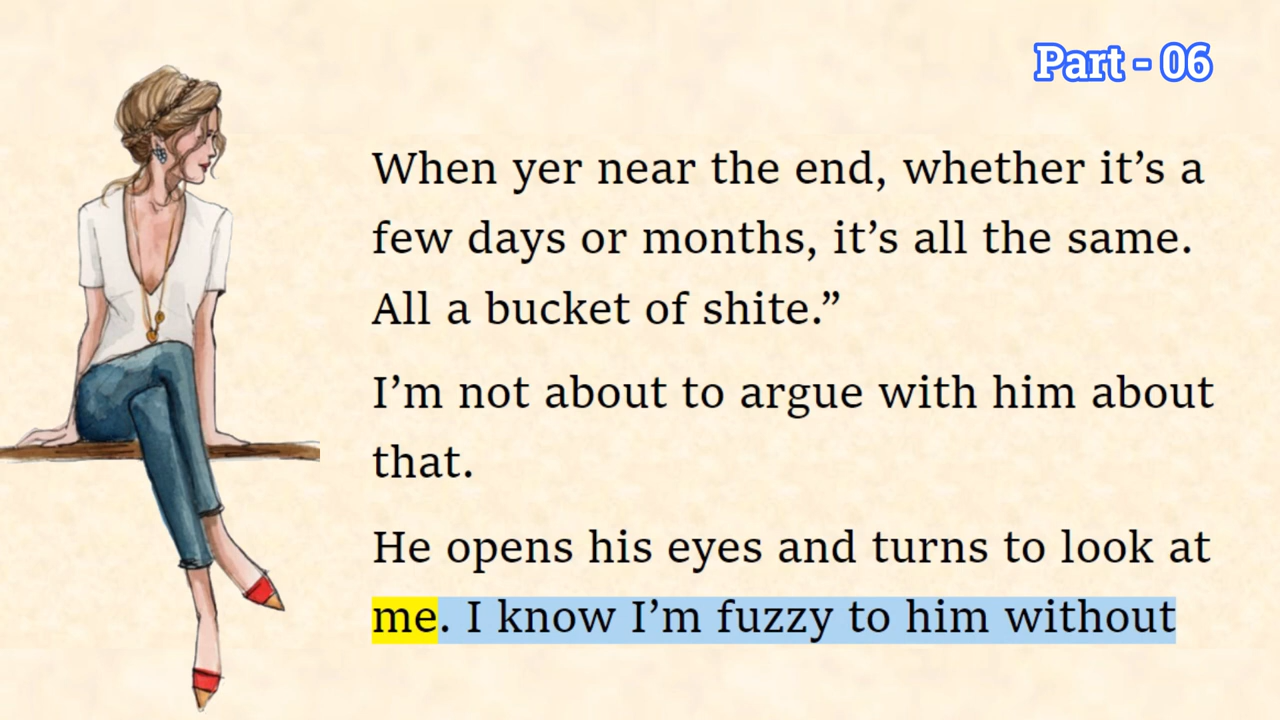 Part - 06
When yer near the end, whether it’s a
few days or months, it’s all the same.
All a bucket of shite.”
I’m not about to argue with him about
that.
He opens his eyes and turns to look at
me. I know I’m fuzzy to him without